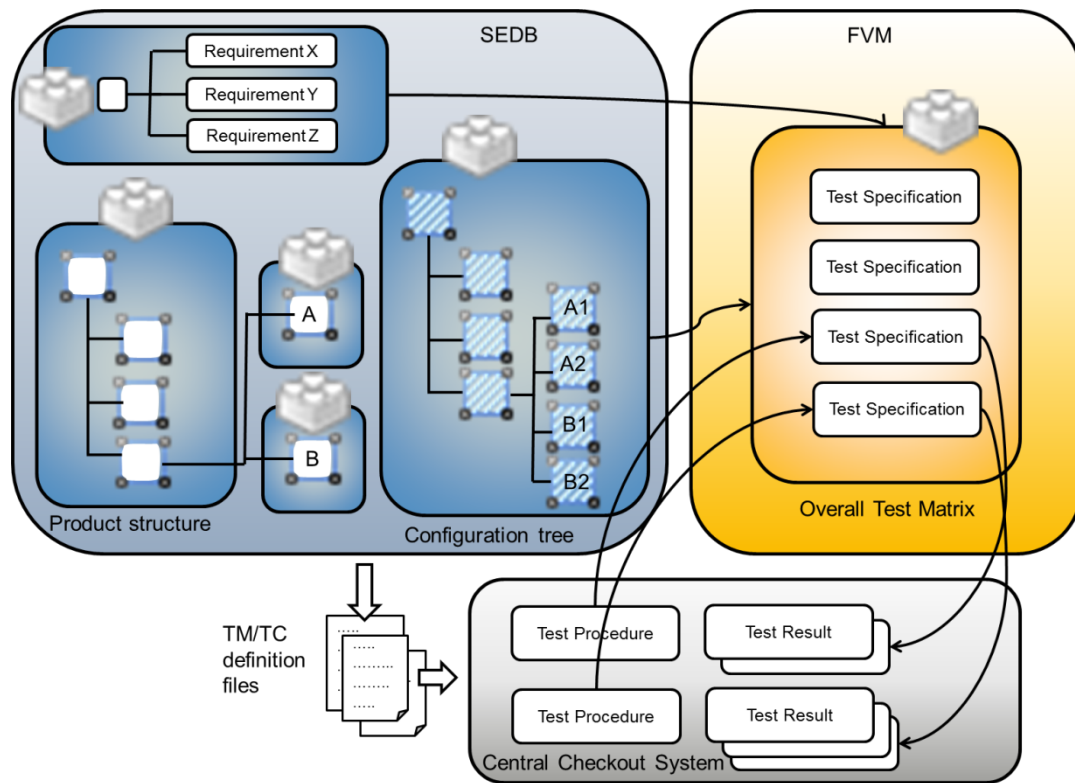 SEDB
FVM
Requirement X
Requirement Y
Requirement Z
Test Specification
Test Specification
A
A1
Test Specification
A2
Test Specification
B1
B
B2
Product structure
Configuration tree
Overall Test Matrix
TM/TC
definition
files
.....
.....
.........
........
.....
Test Procedure
Test Result
Test Procedure
Test Result
Central Checkout System